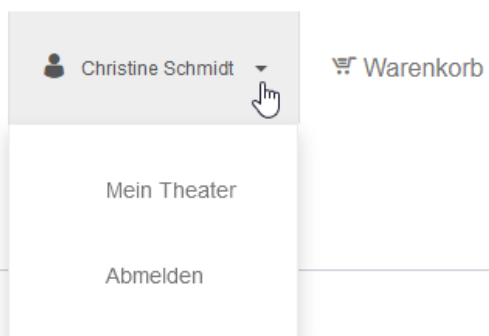 Christine Schmidt
Warenkorb
Mein Theater
Abmelden